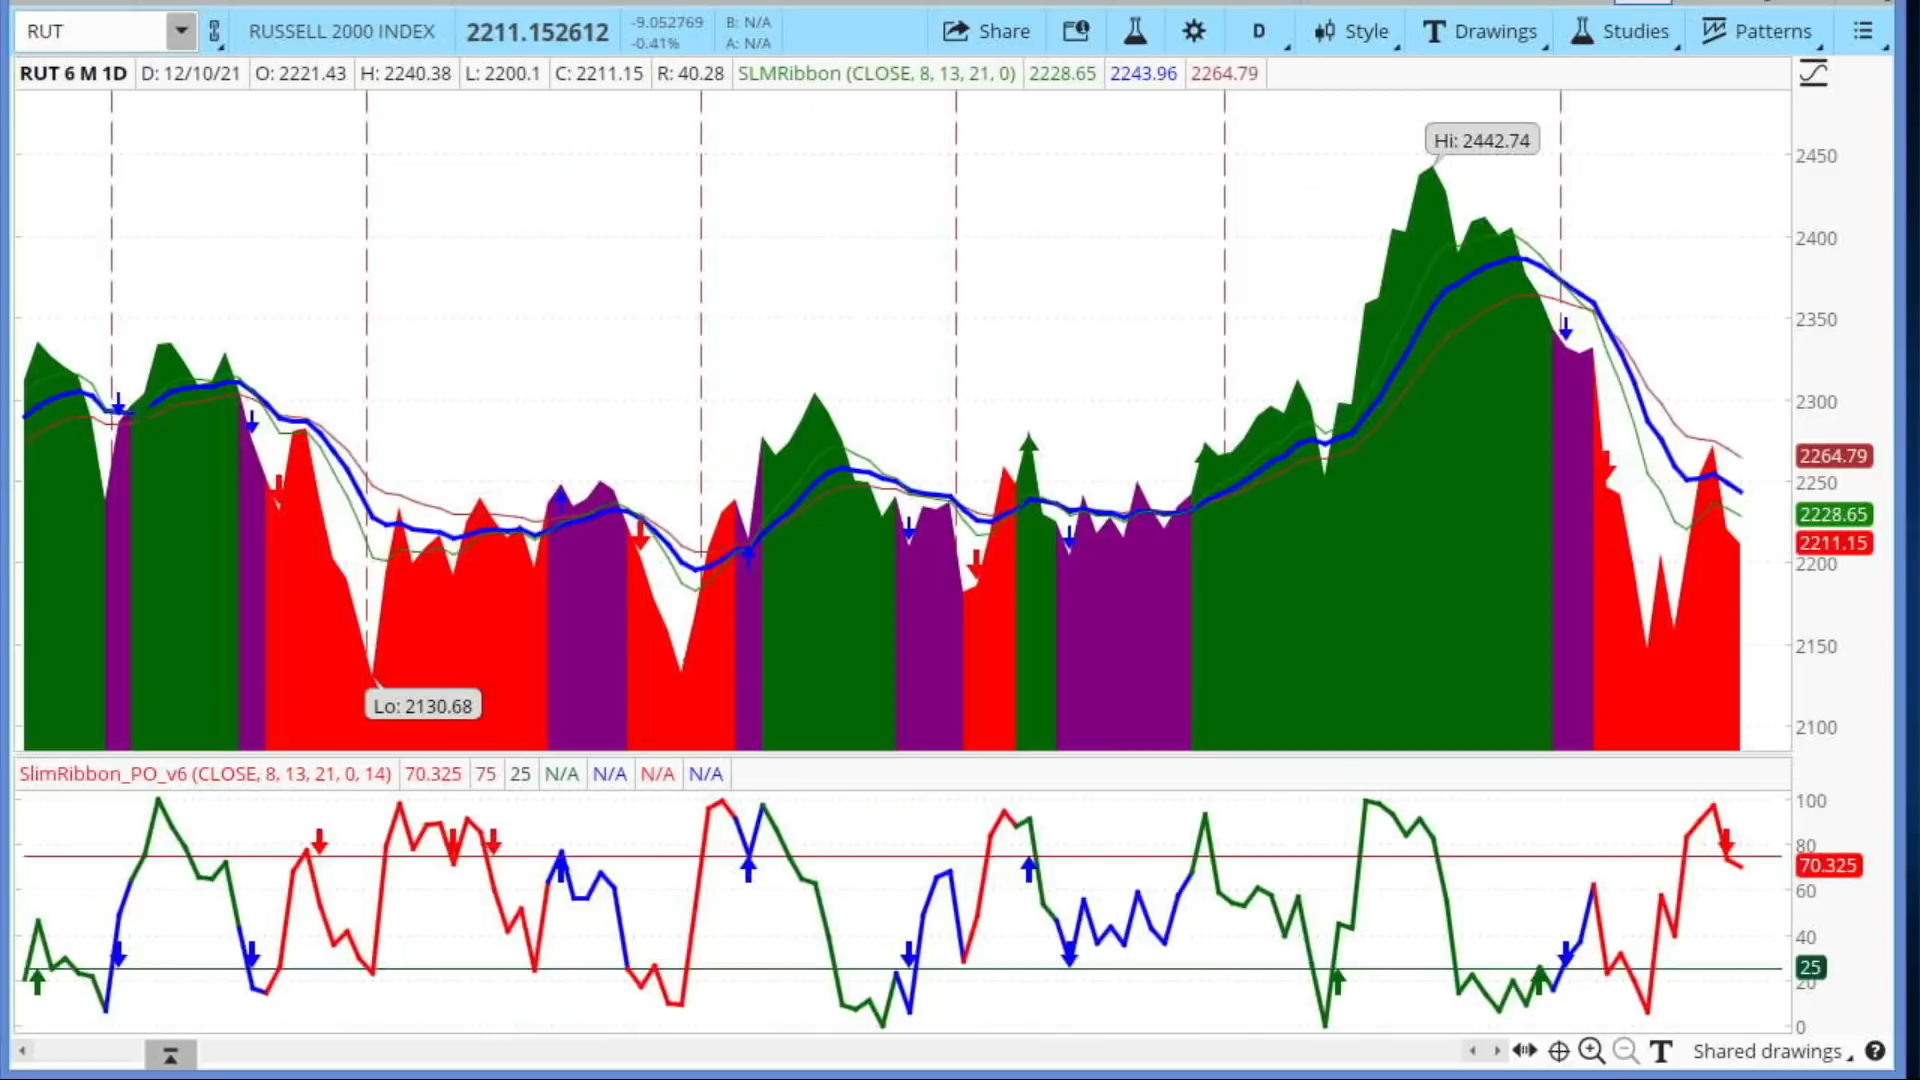 RUT RUSSELL 2000 INDEX 2211.152612 -9.052769 B: N/A Share D Style Drawings Studies Patterns
-0.41% A: N/A
RUT 6 M 1D D: 12/10/21 O: 2221.43 H: 2240.38 L: 2200.1 C: 2211.15 R: 40.28 SLMRibbon (CLOSE, 8, 13, 21, 0) 2228.65 2243.96 2264.79
Hi: 2442.74
2450
2400
2350
2300
2264.79
2250
2228.65
2211.15
2200
2150
Lo: 2130.68
2100
SlimRibbon_PO_v6 (CLOSE, 8, 13, 21, 0, 14) 70.325 75 25 N/A N/A N/A N/A
100
80
70.325
60
40
25
20
0
T Shared drawings